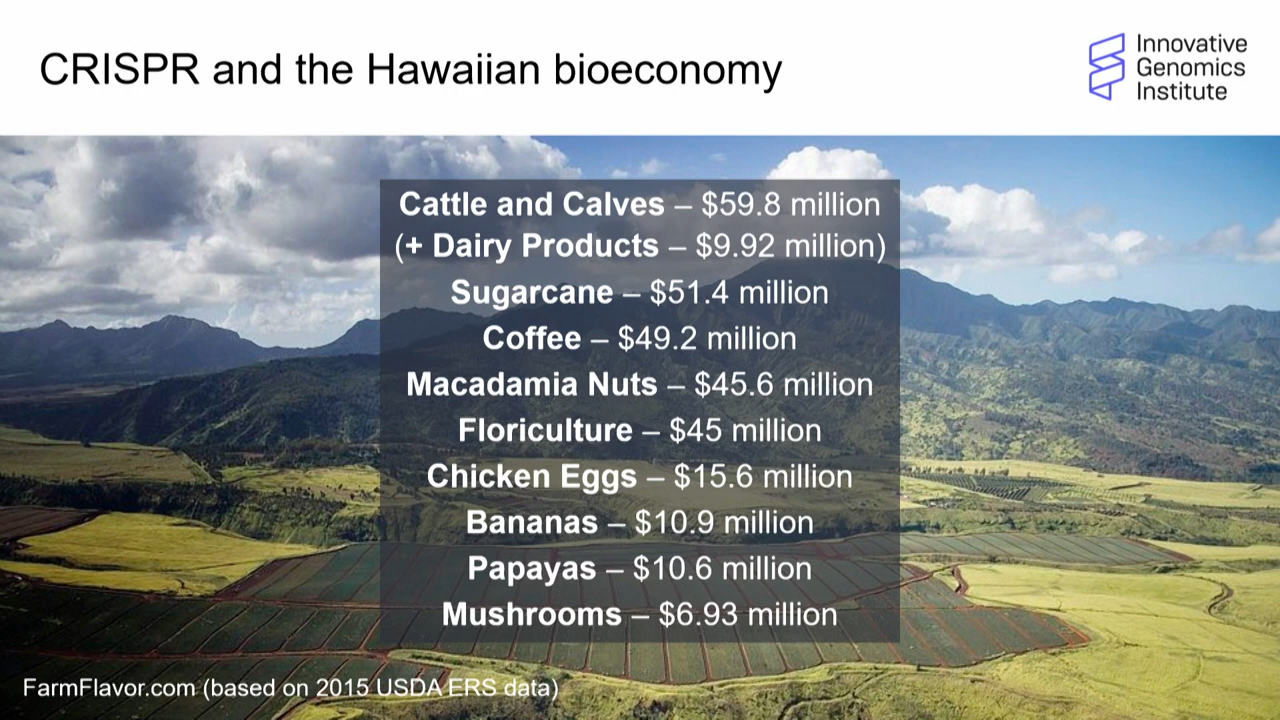 CRISPR and the Hawaiian bioeconomy
Innovative
Genomics
Institute
Cattle and Calves – $59.8 million
(+ Dairy Products – $9.92 million)
Sugarcane – $51.4 million
Coffee – $49.2 million
Macadamia Nuts – $45.6 million
Floriculture – $45 million
Chicken Eggs – $15.6 million
Bananas – $10.9 million
Papayas – $10.6 million
Mushrooms – $6.93 million
FarmFlavor.com (based on 2015 USDA ERS data)